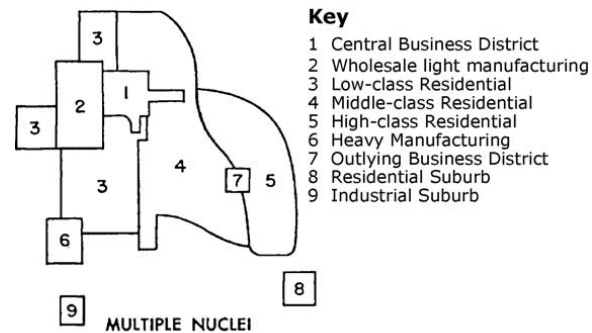 Key
1 Central Business District
2 Wholesale light manufacturing
3 Low-class Residential
4 Middle-class Residential
5 High-class Residential
6 Heavy Manufacturing
7 Outlying Business District
8 Residential Suburb
9 Industrial Suburb
3
1
2
3
3
4
7
5
6
8
9
MULTIPLE NUCLEI